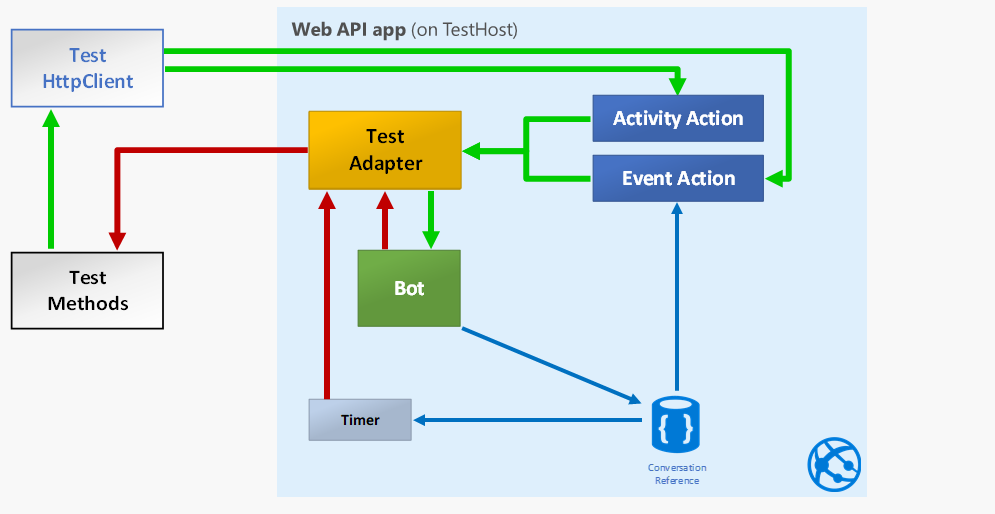 Web API app (on TestHost)
Test
HttpClient
Activity Action
Test
Adapter
Event Action
Test
Methods
Bot
Timer
{ }
Conversation
Reference